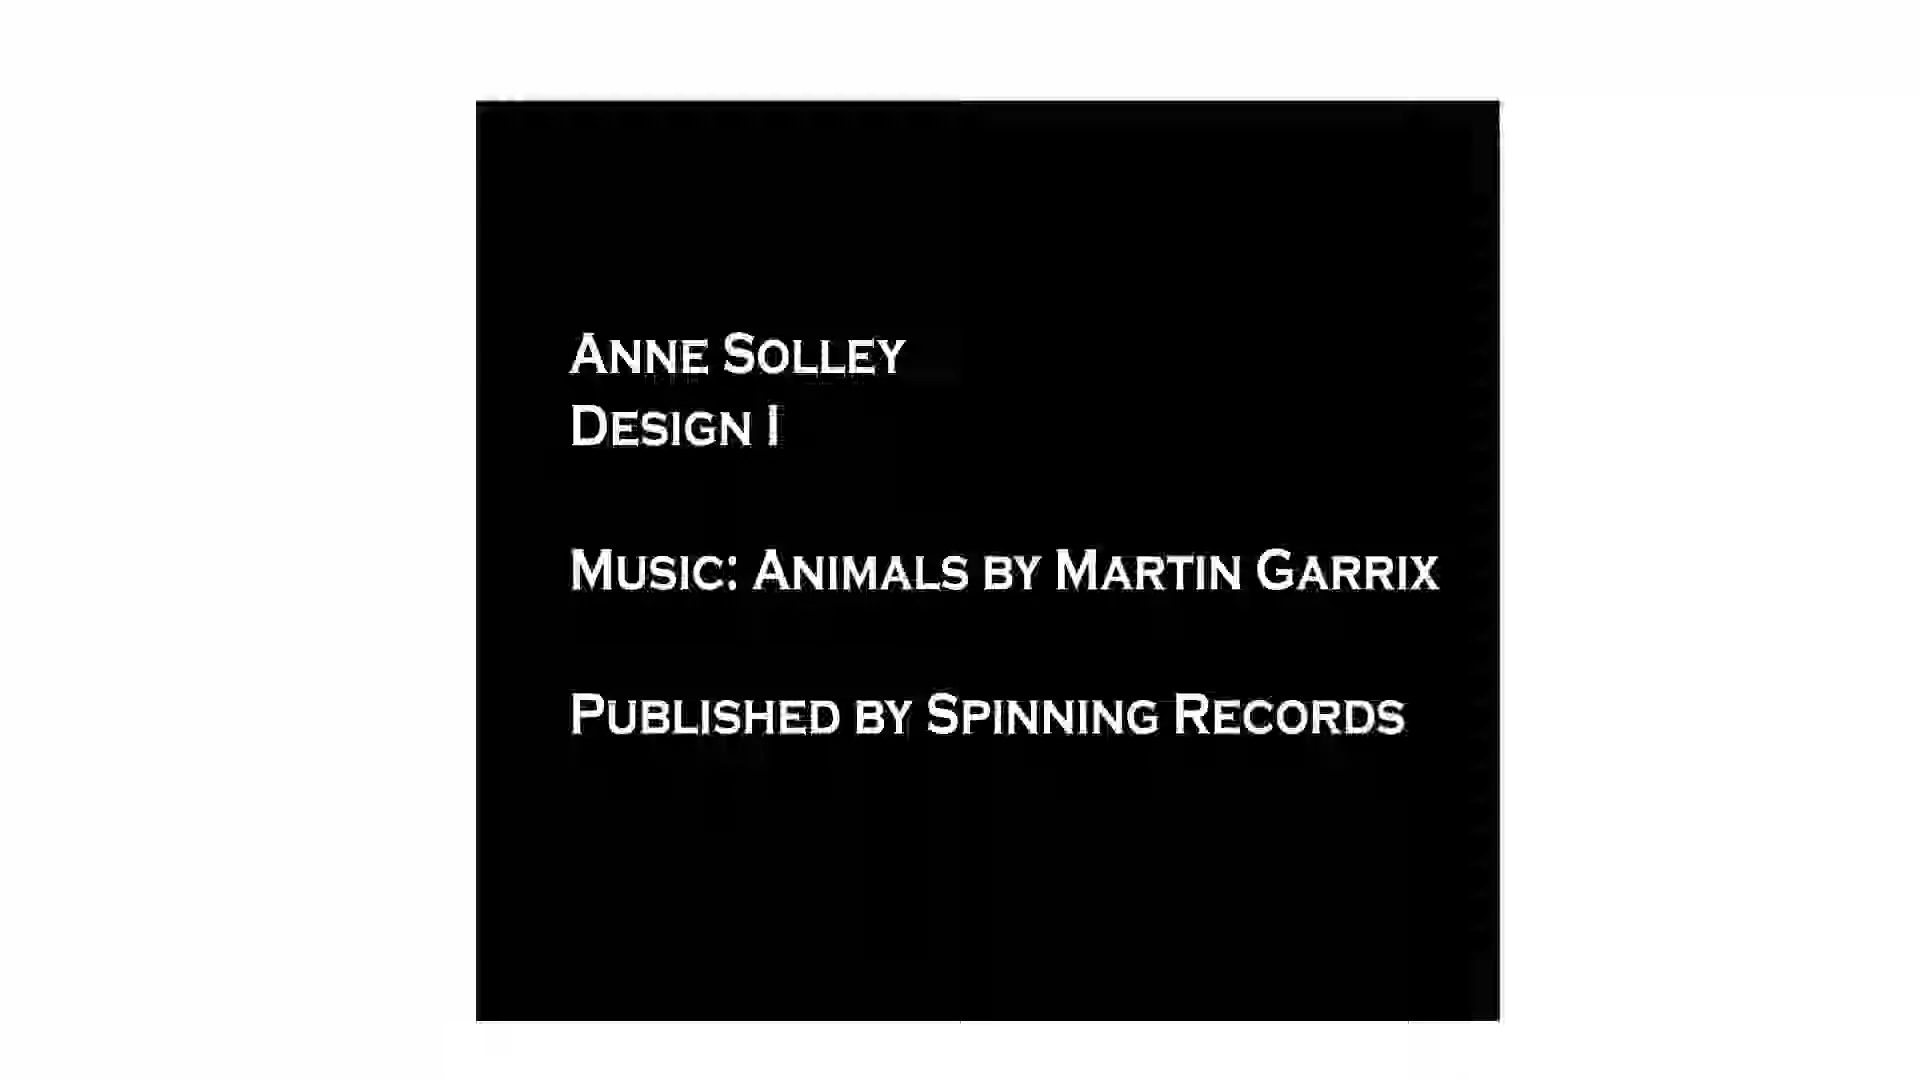 Anne Solley
Design I
Music: Animals by Martin Garrix
Published by Spinning Records